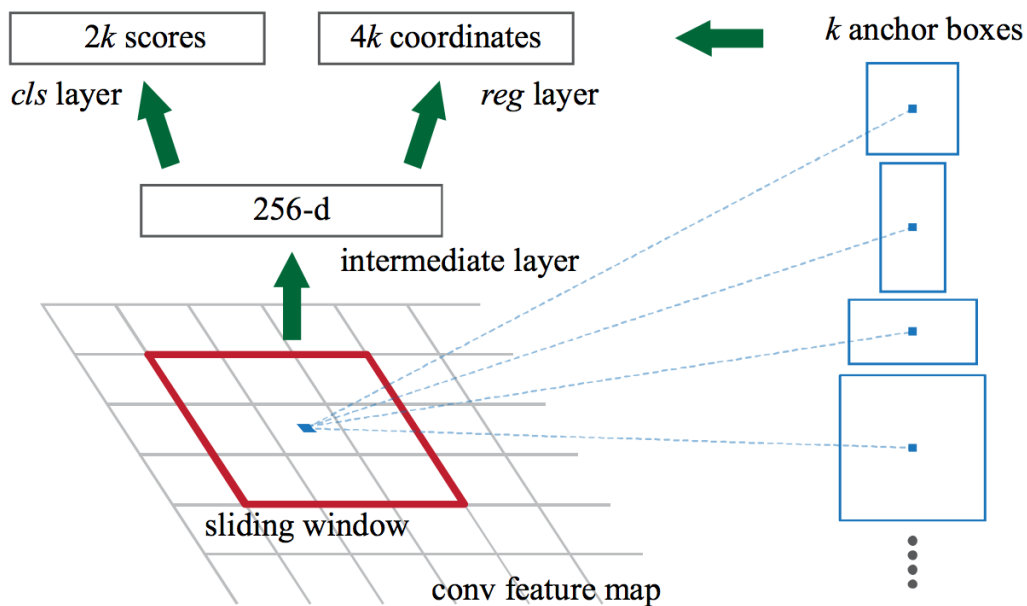 2k scores
4k coordinates
k anchor boxes
cls layer
reg layer
256-d
intermediate layer
sliding window
conv feature map